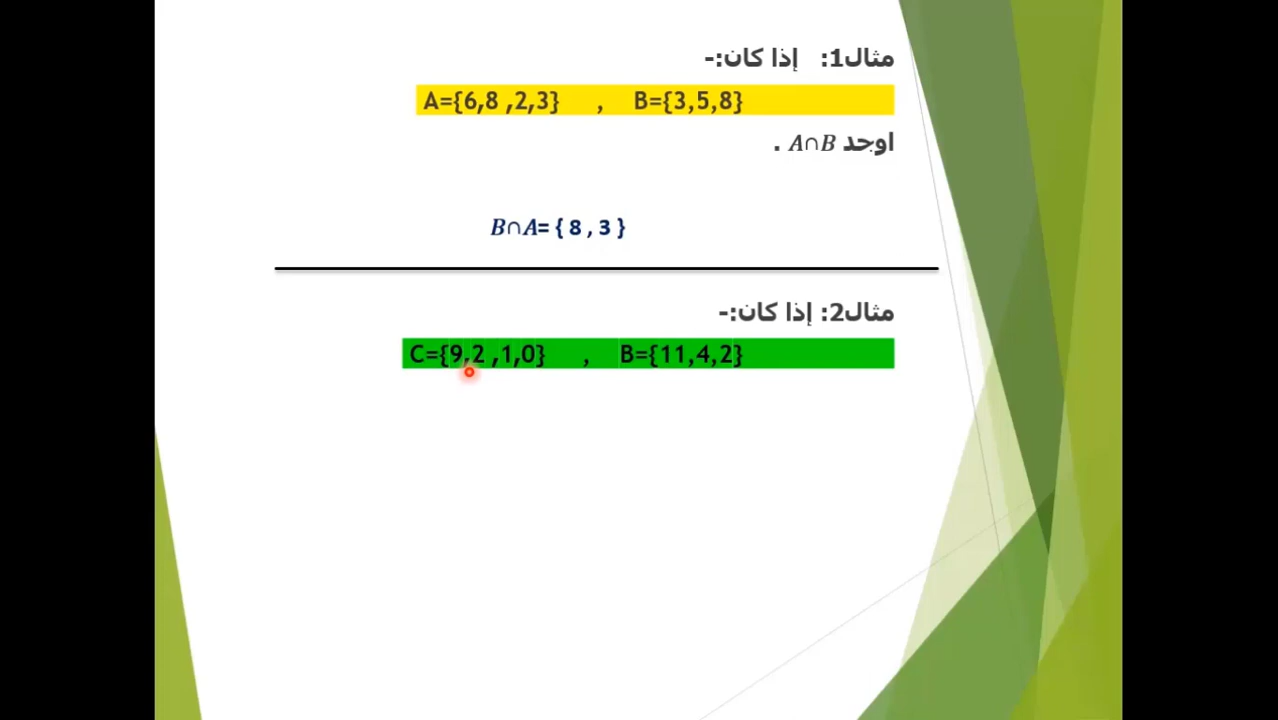 مثال1: إذا كان:-
A={6,8 ,2,3} , B={3,5,8}
اوجد A∩B .
B∩A= { 8 , 3 }
مثال2: إذا كان:-
C={9,2 ,1,0} , B={11,4,2}